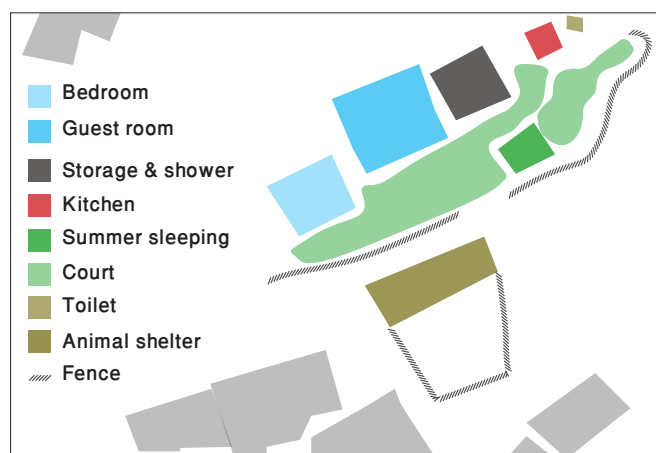 Bedroom
Guest room
Storage & shower
Kitchen
Summer sleeping
Court
Toilet
Animal shelter
Fence